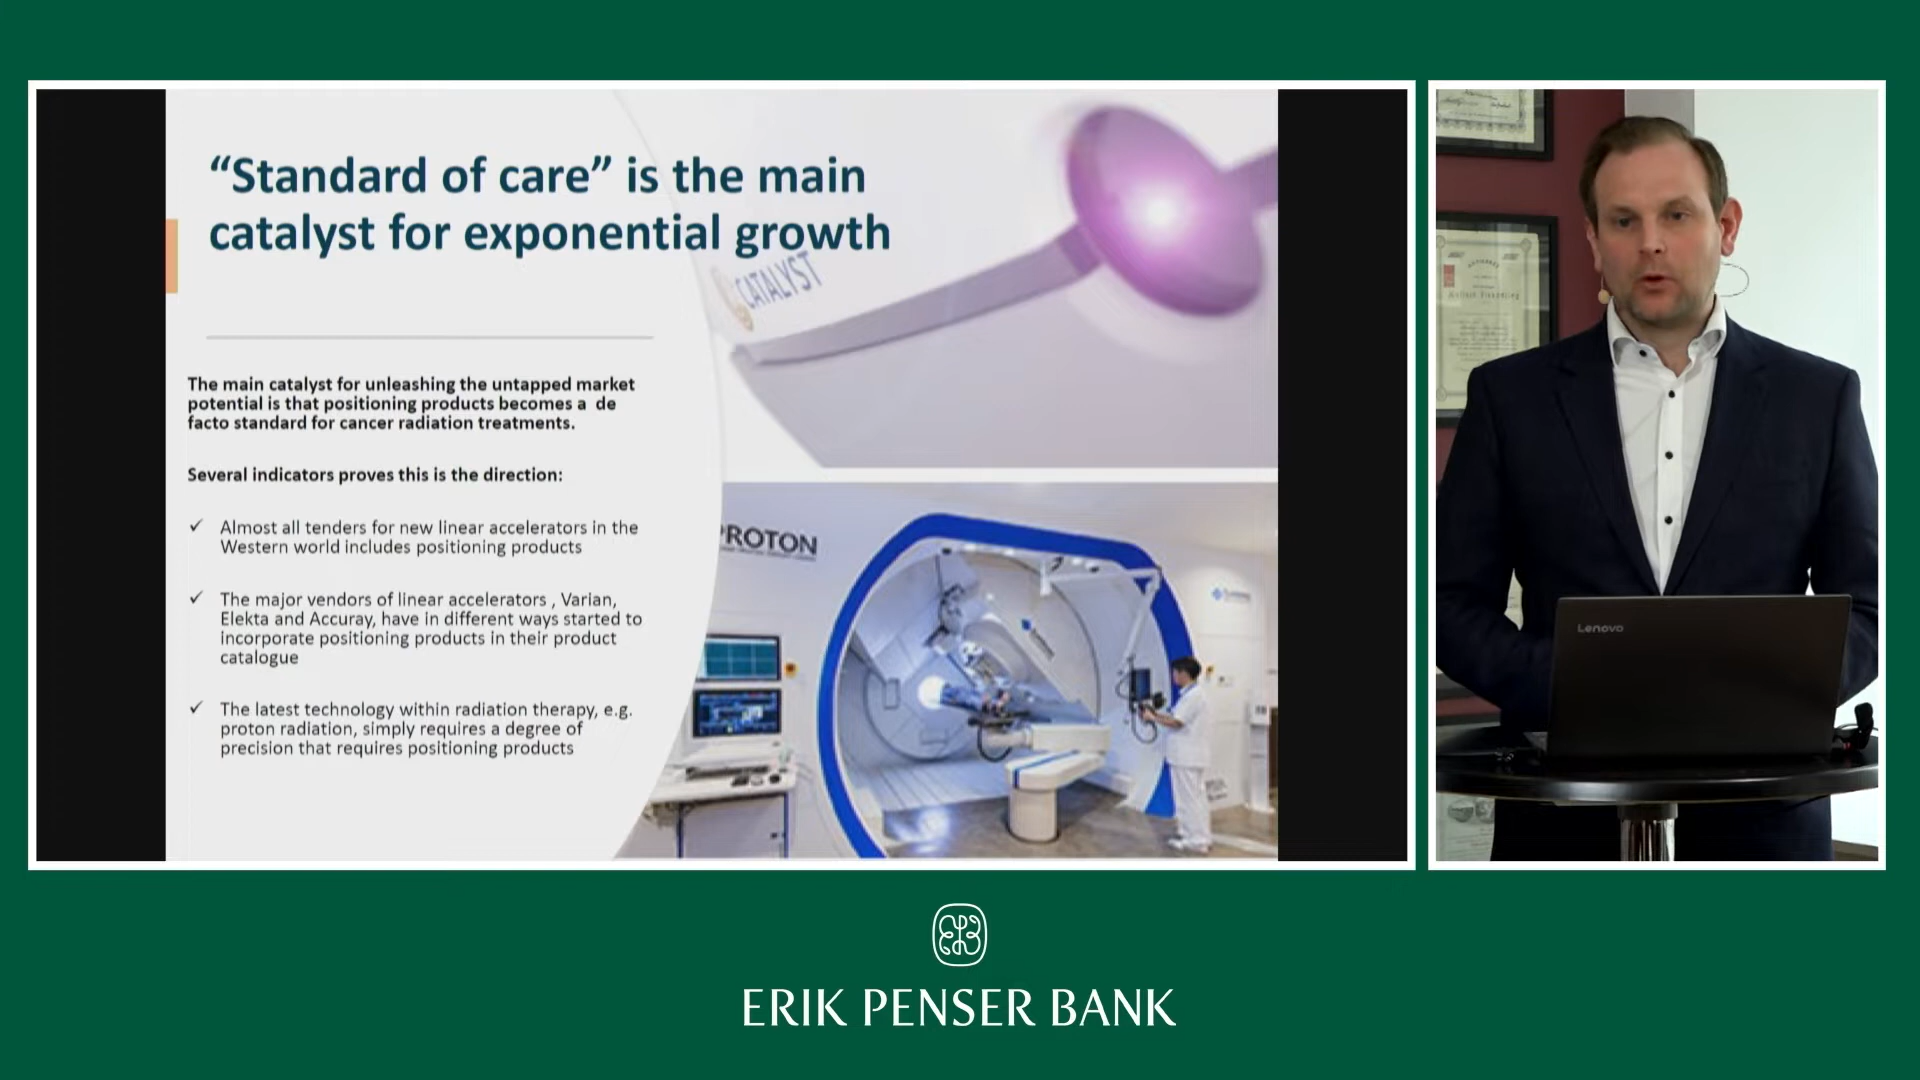 “Standard of care” is the main
catalyst for exponential growth
CATALYST
The main catalyst for unleashing the untapped market
potential is that positioning products becomes a  de
facto standard for cancer radiation treatments.
Several indicators proves this is the direction:
✓ Almost all tenders for new linear accelerators in the
Western world includes positioning products
✓ The major vendors of linear accelerators , Varian,
Elekta and Accuray, have in different ways started to
incorporate positioning products in their product
catalogue
✓ The latest technology within radiation therapy, e.g.
proton radiation, simply requires a degree of
precision that requires positioning products
PROTON
Lenovo
ERIK PENSER BANK